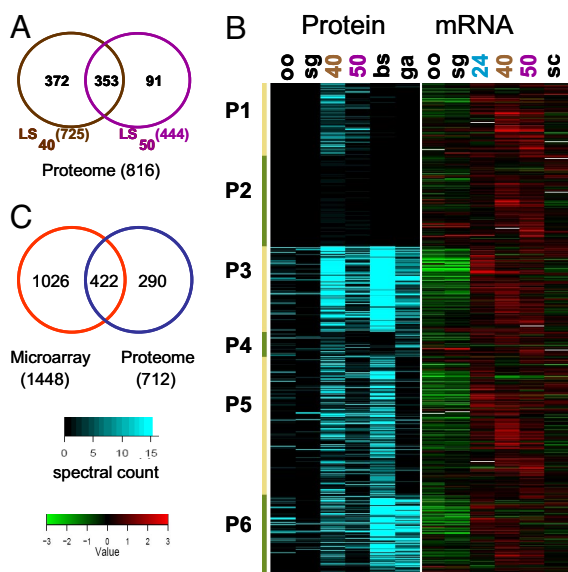 A
372 353 91
LS 40 (725) LS 50 (444)
Proteome (816)
B
Protein mRNA
oo sg 40 50 bs ga oo sg 24 40 50 sc
P1
P2
P3
P4
P5
P6
C
1026 422 290
Microarray (1448) Proteome (712)
0 5 10 15
spectral count
−3 −2 −1 0 1 2 3
Value